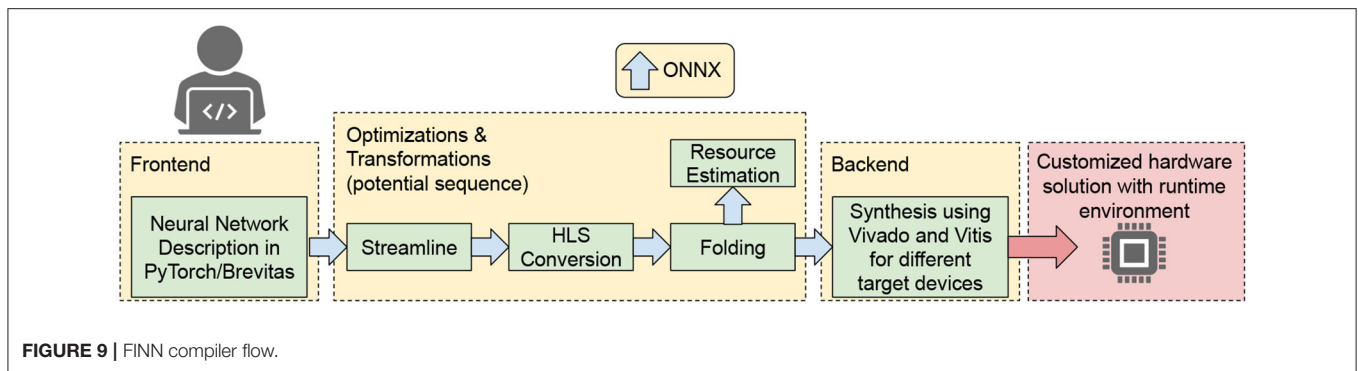 ONNX
Frontend
Neural Network
Description in
PyTorch/Brevitas
Optimizations &
Transformations
(potential sequence)
Streamline
HLS
Conversion
Resource
Estimation
Folding
Backend
Synthesis using
Vivado and Vitis
for different
target devices
Customized hardware
solution with runtime
environment
</>
FIGURE 9 | FINN compiler flow.